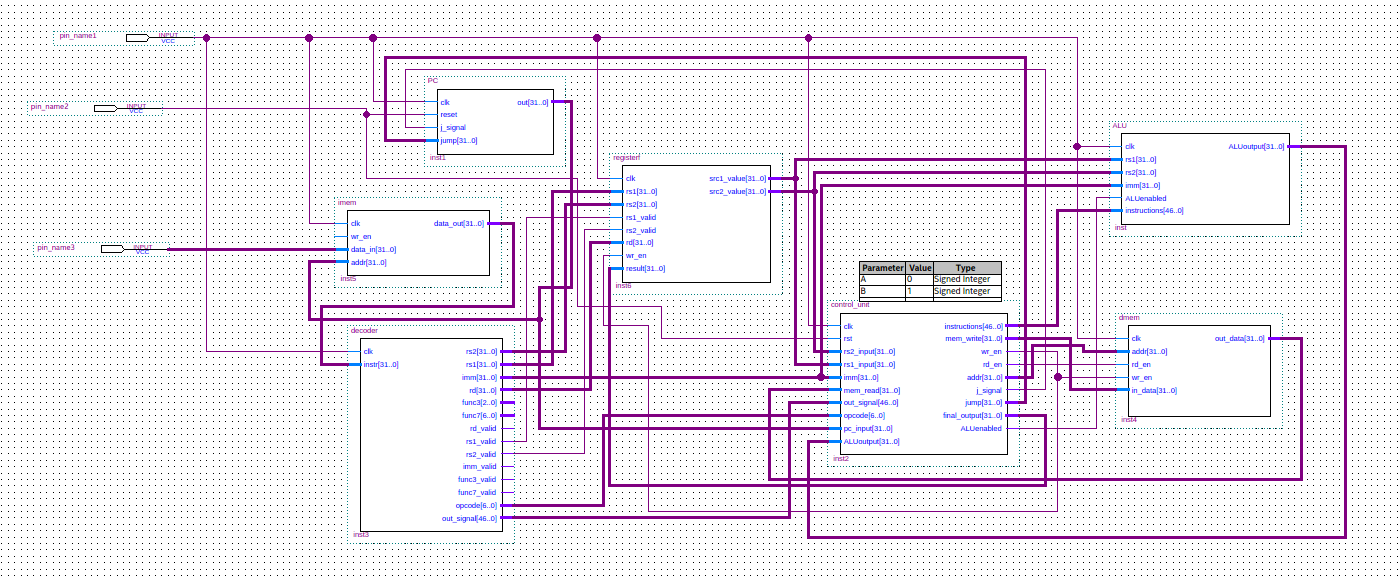 pin_name1
INPUT
VCC
pin_name2
INPUT
VCC
pin_name3
INPUT
VCC
PC
clk
reset
j_signal
jump[31..0]
out[31..0]
inst1
imem
clk
wr_en
data_in[31..0]
addr[31..0]
data_out[31..0]
inst5
decoder
clk
instr[31..0]
rs2[31..0]
rs1[31..0]
imm[31..0]
rd[31..0]
func3[2..0]
func7[6..0]
rd_valid
rs1_valid
rs2_valid
imm_valid
func3_valid
func7_valid
opcode[6..0]
out_signal[46..0]
inst3
registerf
clk
rs1[31..0]
rs2[31..0]
rs1_valid
rs2_valid
rd[31..0]
wr_en
result[31..0]
src1_value[31..0]
src2_value[31..0]
inst6
Parameter Value Type
A 0 Signed Integer
B 1 Signed Integer
control_unit
clk
rst
rs2_input[31..0]
rs1_input[31..0]
imm[31..0]
mem_read[31..0]
out_signal[46..0]
opcode[6..0]
pc_input[31..0]
ALUoutput[31..0]
instructions[46..0]
mem_write[31..0]
wr_en
rd_en
addr[31..0]
j_signal
jump[31..0]
final_output[31..0]
ALUenabled
inst2
ALU
clk
rs1[31..0]
rs2[31..0]
imm[31..0]
ALUenabled
instructions[46..0]
ALUoutput[31..0]
inst
dmem
clk
addr[31..0]
rd_en
wr_en
in_data[31..0]
out_data[31..0]
inst4